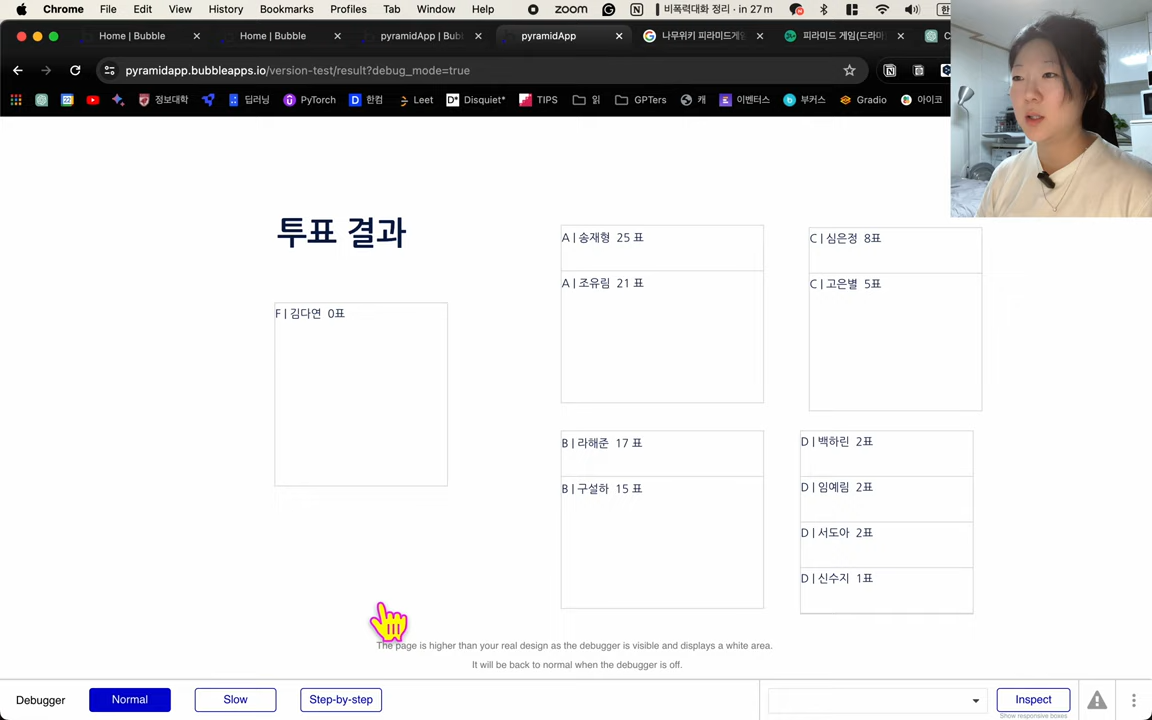 Chrome File Edit View History Bookmarks Profiles Tab Window Help zoom 비폭력대화 정리 · in 27 m 한
Home | Bubble Home | Bubble pyramidApp | Bub pyramidApp 나무위키 피라미드게임 피라미드 게임(드라마 C
pyramidapp.bubbleapps.io/version-test/result?debug_mode=true
정보대학 딥러닝 PyTorch 한컴 Leet Disquiet* TIPS 읽 GPTers 캐 이벤터스 부커스 Gradio 아이코
투표 결과
F | 김다연 0표
A | 송재형 25 표
A | 조유림 21 표
C | 심은정 8표
C | 고은별 5표
B | 라해준 17 표
B | 구설하 15 표
D | 백하린 2표
D | 임예림 2표
D | 서도아 2표
D | 신수지 1표
The page is higher than your real design as the debugger is visible and displays a white area.
It will be back to normal when the debugger is off.
Debugger Normal Slow Step-by-step Inspect
Show responsive boxes